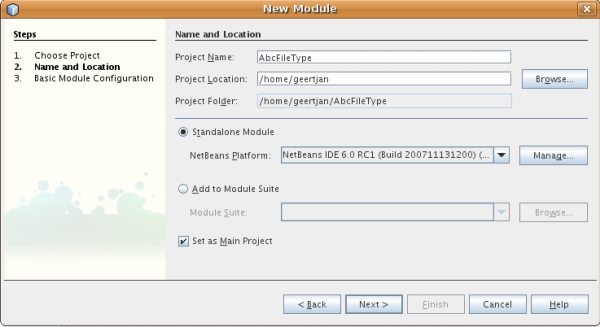 New Module
Steps
1. Choose Project
2. Name and Location
3. Basic Module Configuration
Name and Location
Project Name: AbcFileType
Project Location: /home/geertjan Browse...
Project Folder: /home/geertjan/AbcFileType
Standalone Module
NetBeans Platform: NetBeans IDE 6.0 RC1 (Build 200711131200) (... Manage...
Add to Module Suite
Module Suite: Browse...
Set as Main Project
< Back Next > Finish Cancel Help